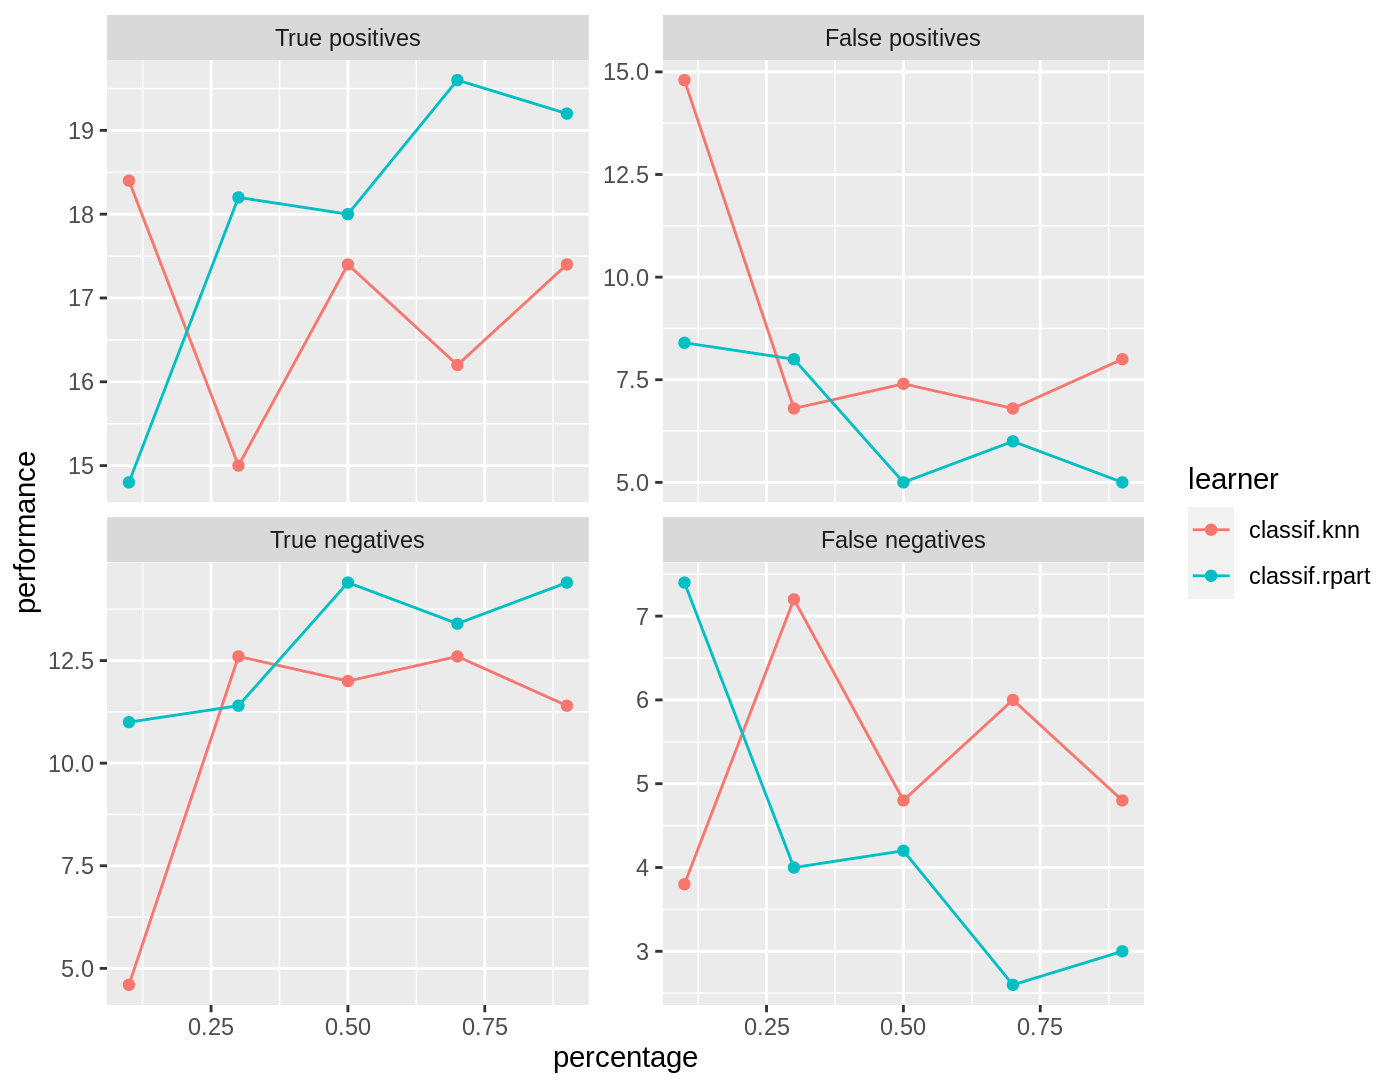 True positives
False positives
19
18
17
16
15
15.0
12.5
10.0
7.5
5.0
True negatives
False negatives
12.5
10.0
7.5
5.0
7
6
5
4
3
0.25 0.50 0.75
0.25 0.50 0.75
percentage
performance
learner
classif.knn
classif.rpart